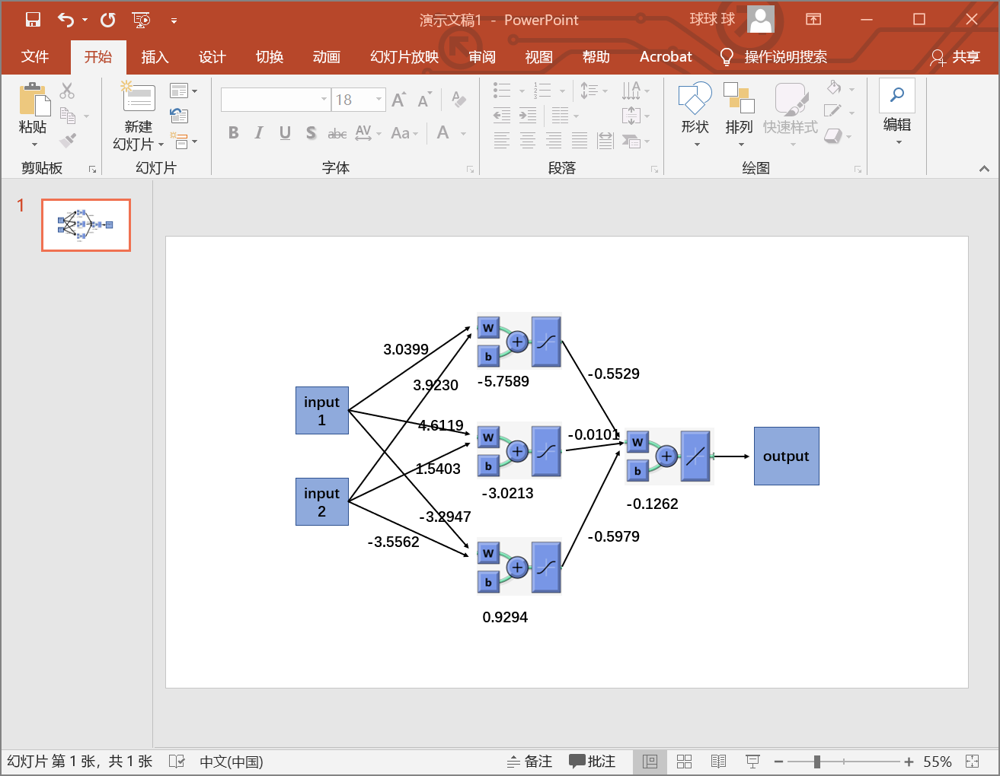 演示文稿1 - PowerPoint
球球 球
文件 开始 插入 设计 切换 动画 幻灯片放映 审阅 视图 帮助 Acrobat 操作说明搜索 共享
粘贴
剪贴板
新建
幻灯片
幻灯片
18
A A A
B I U S abc AV Aa A
字体
段落
形状 排列 快速样式
绘图
编辑
1
3.0399
3.9230
4.6119
1.5403
-3.2947
-3.5562
input
1
input
2
W
b
-5.7589
W
b
-3.0213
W
b
0.9294
-0.5529
-0.0101
-0.5979
W
b
-0.1262
output
幻灯片 第 1 张，共 1 张 中文(中国) 备注 批注 55%